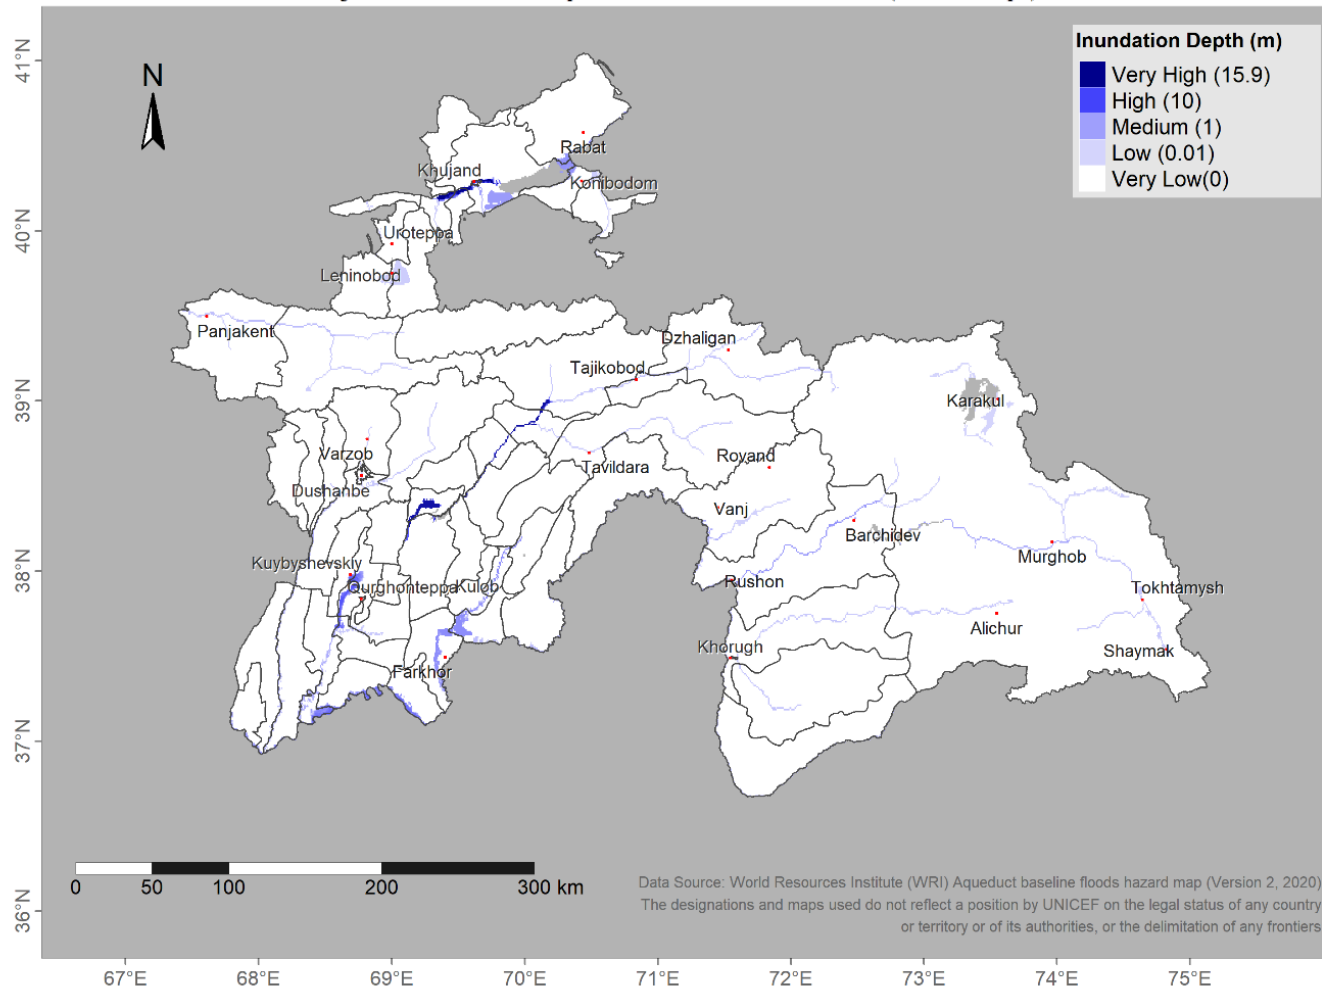 Inundation Depth (m)
Very High (15.9)
High (10)
Medium (1)
Low (0.01)
Very Low(0)
N
41°N
40°N
39°N
38°N
37°N
36°N
Rabat
Khujand
Konibodom
Uroteppa
Leninobod
Panjakent
Dzhaligan
Tajikobod
Karakul
Varzob
Rovand
Tavildara
Dushanbe
Vanj
Barchidev
Murghob
Kuybyshevskiy
Qurghonteppa
Kulob
Rushon
Tokhtamysh
Alichur
Khorugh
Shaymak
Farkhor
0 50 100 200 300 km
Data Source: World Resources Institute (WRI) Aqueduct baseline floods hazard map (Version 2, 2020)
The designations and maps used do not reflect a position by UNICEF on the legal status of any country
or territory or of its authorities, or the delimitation of any frontiers
67°E 68°E 69°E 70°E 71°E 72°E 73°E 74°E 75°E